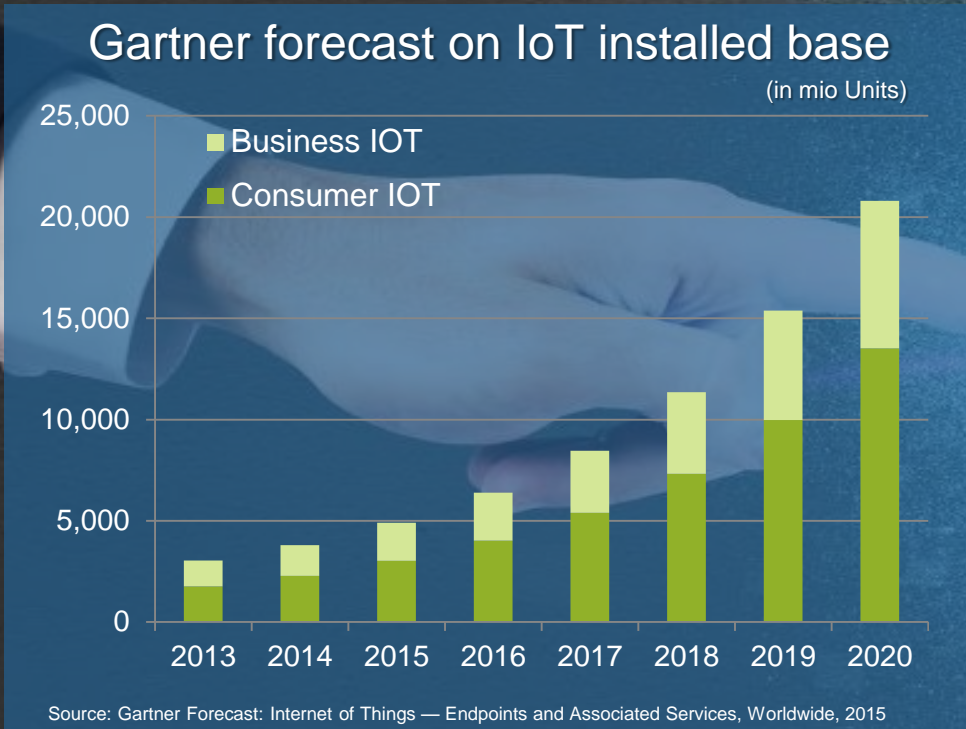 Gartner forecast on IoT installed base
(in mio Units)
25,000
Business IOT
Consumer IOT
20,000
15,000
10,000
5,000
0
2013 2014 2015 2016 2017 2018 2019 2020
Source: Gartner Forecast: Internet of Things — Endpoints and Associated Services, Worldwide, 2015